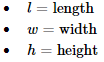 • l = length
• w = width
• h = height